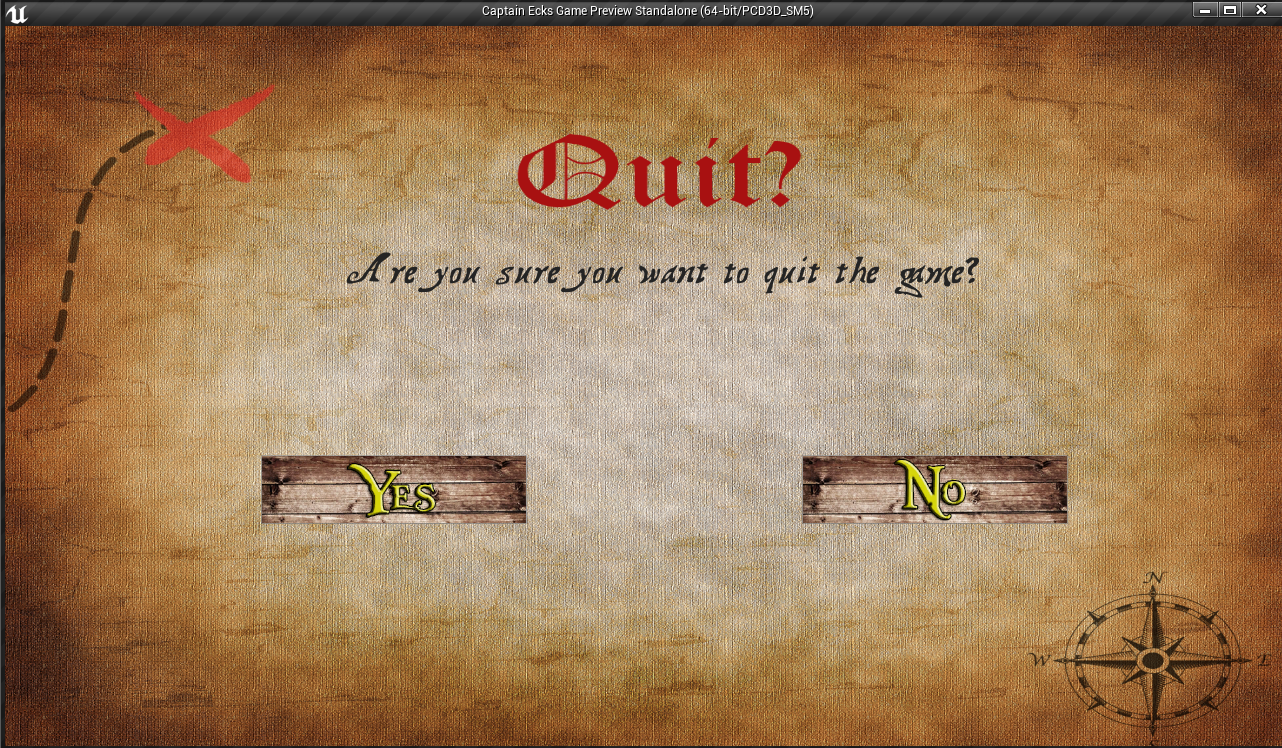 Captain Ecks Game Preview Standalone (64-bit/PCD3D_SM5)
Quit?
Are you sure you want to quit the game?
Yes
No
N
W
E